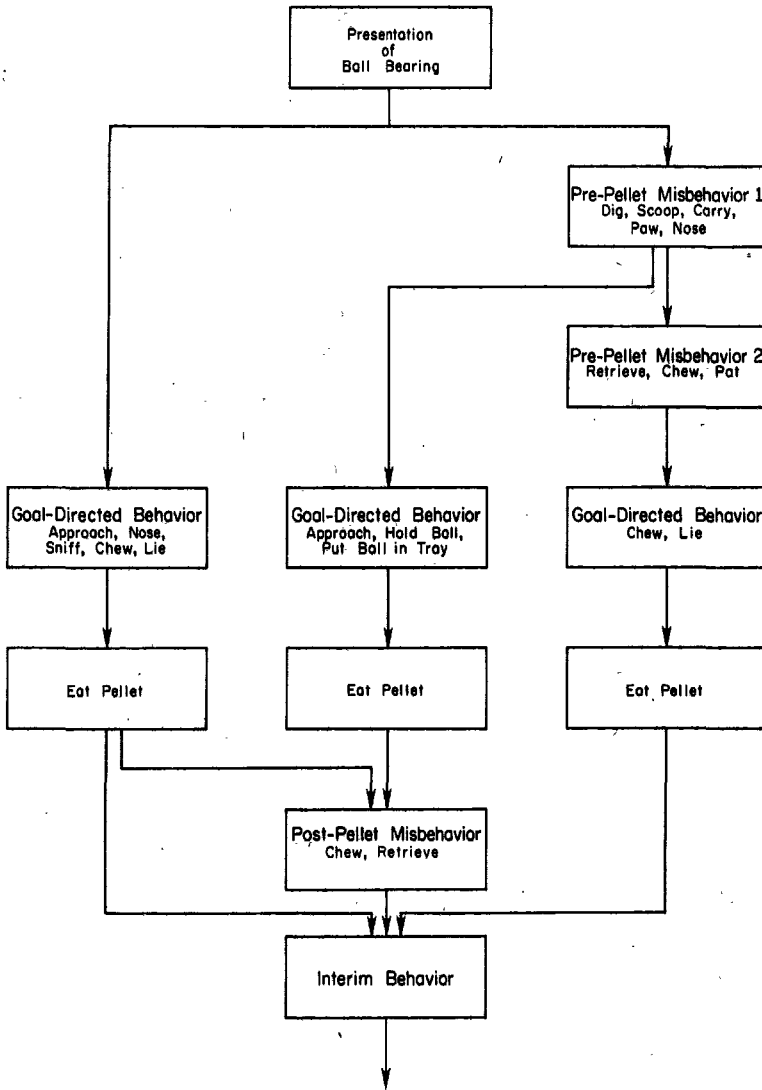 Presentation
of
Ball Bearing
Pre-Pellet Misbehavior 1
Dig, Scoop, Carry,
Paw, Nose
Pre-Pellet Misbehavior 2
Retrieve, Chew, Pat
Goal-Directed Behavior
Approach, Nose,
Sniff, Chew, Lie
Goal-Directed Behavior
Approach, Hold Ball,
Put Ball in Tray
Goal-Directed Behavior
Chew, Lie
Eat Pellet
Eat Pellet
Eat Pellet
Post-Pellet Misbehavior
Chew, Retrieve
Interim Behavior